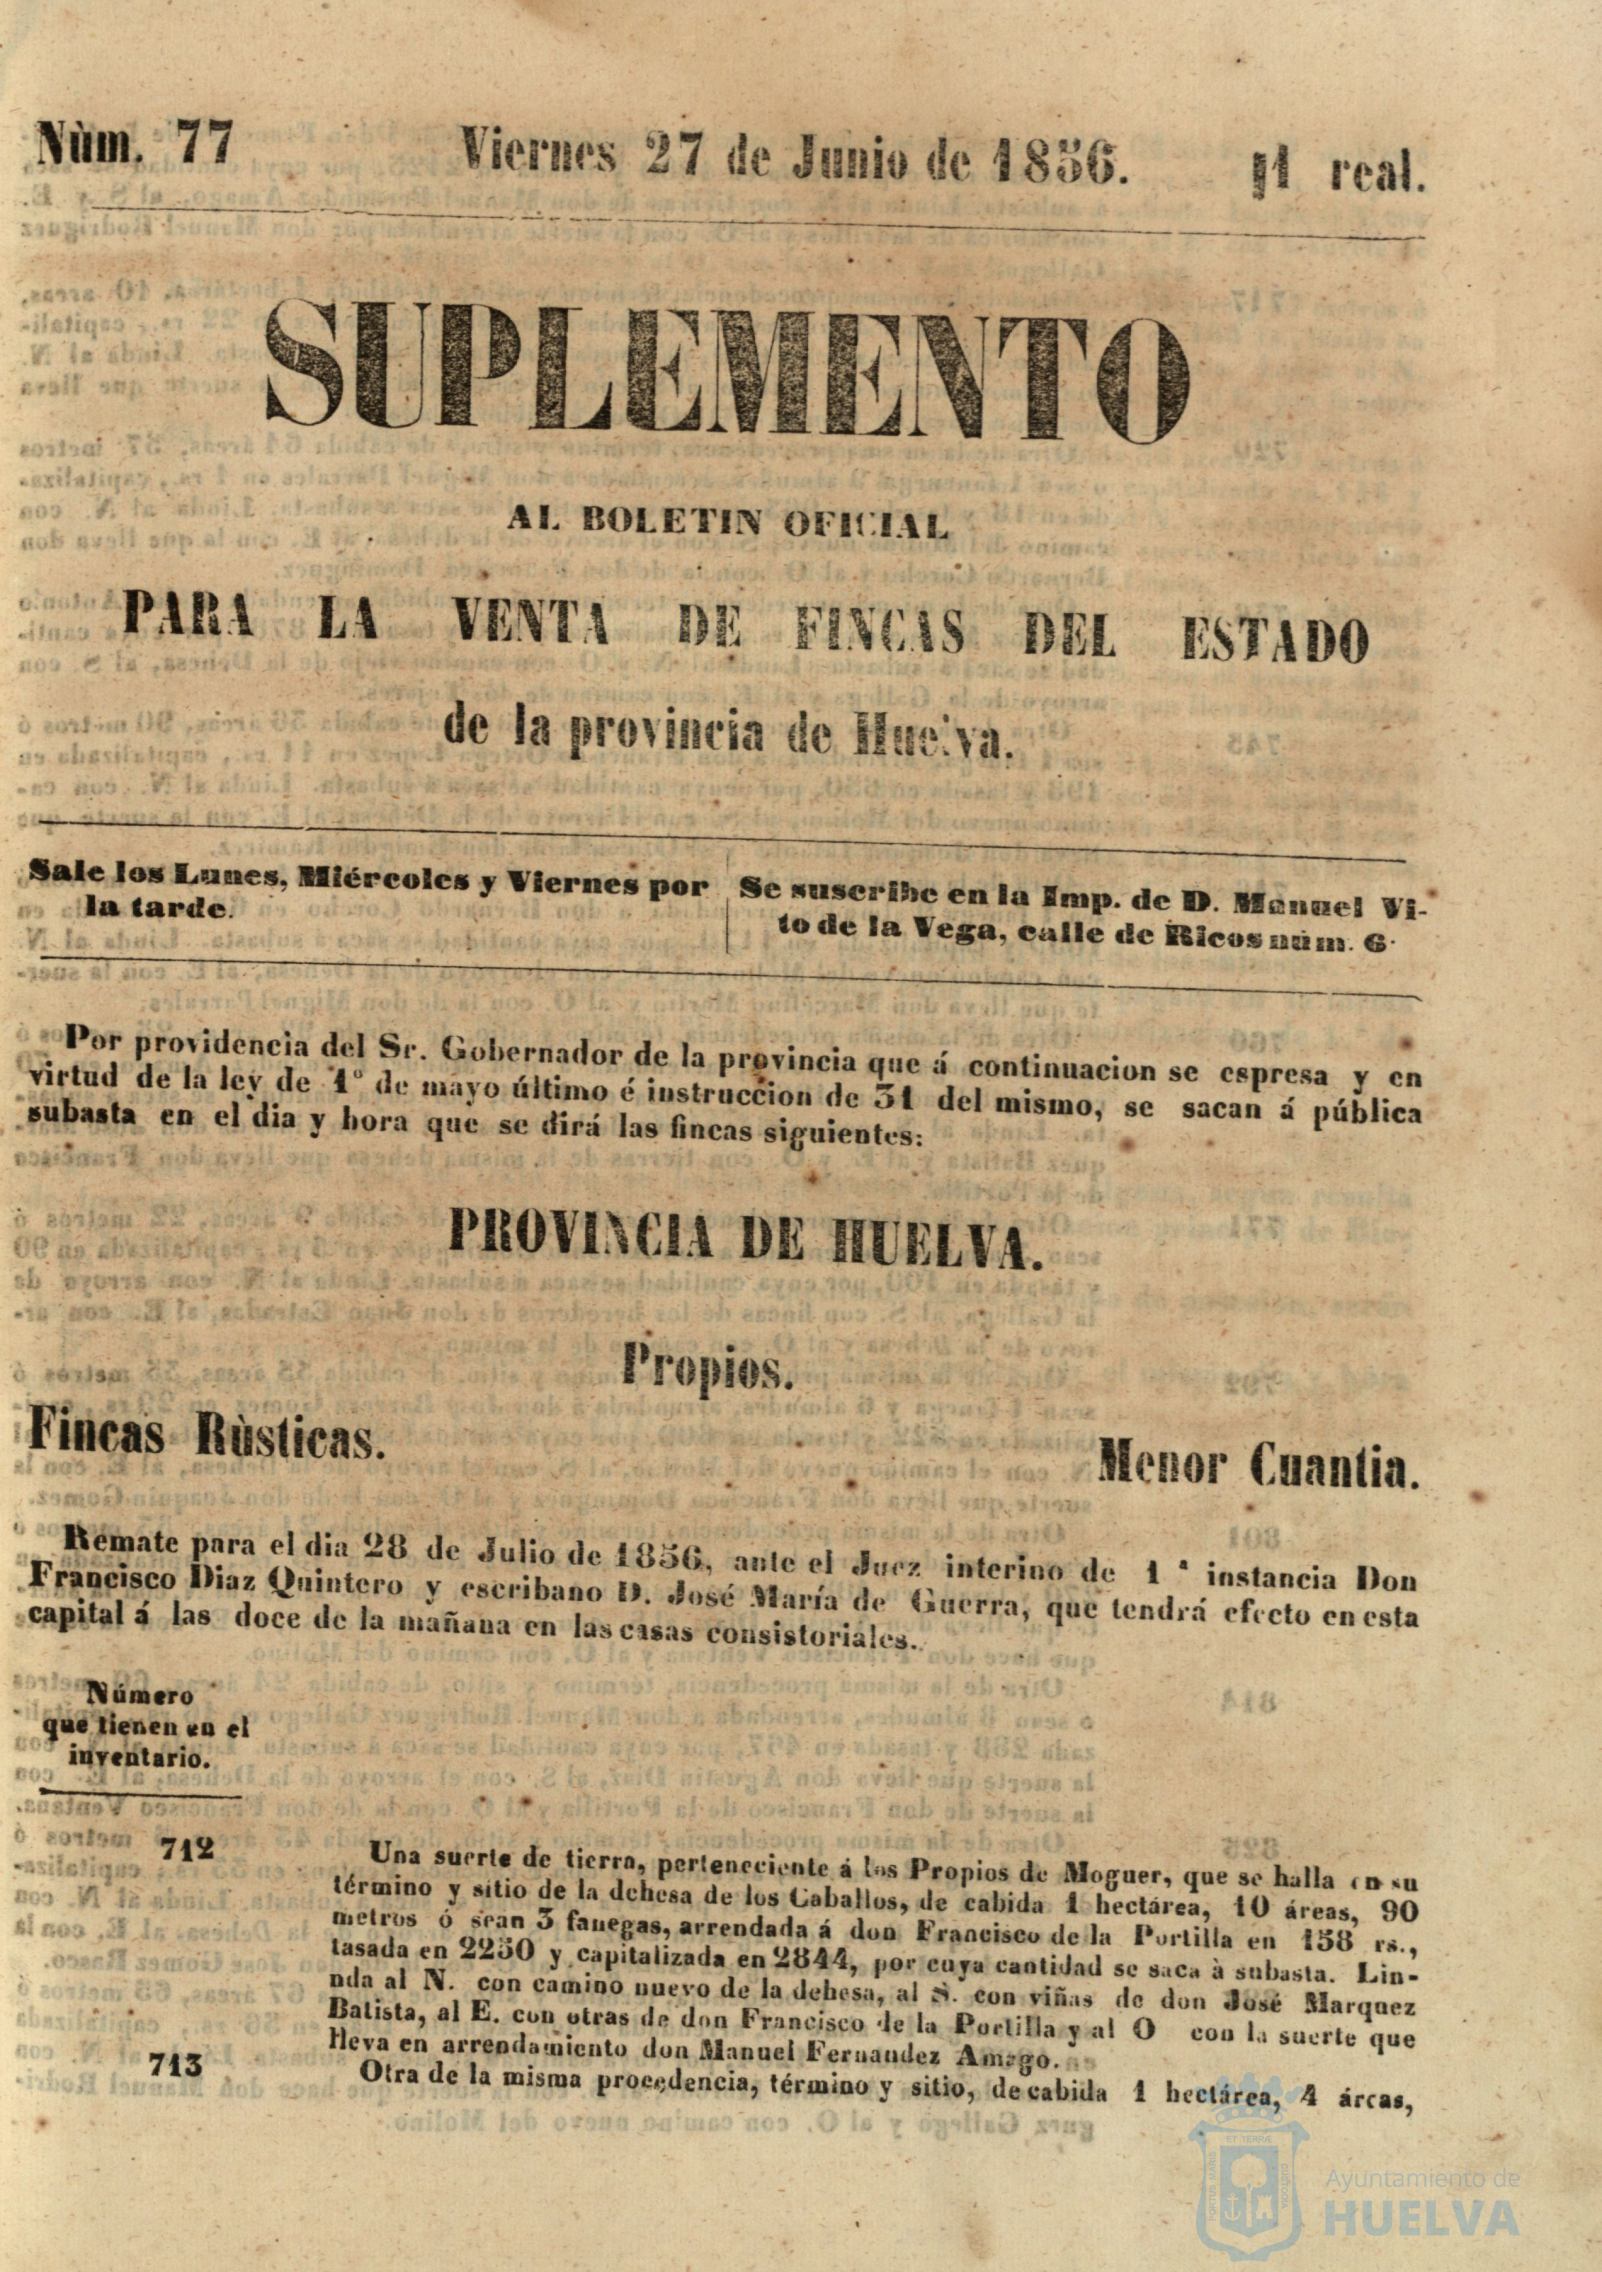 Nùm. 77
Viernes 27 de Junio de 1856.
1 real.
SUPLEMENTO
AL BOLETIN OFICIAL
PARA LA VENTA DE FINCAS DEL ESTADO
de la provincia de Huelva.
Sale los Lunes, Miércoles y Viernes por
la tarde.
Se suscribe en la Imp. de D. Manuel Vi-
to de la Vega, calle de Ricos núm. 6.
Por providencia del Sr. Gobernador de la provincia que á continuacion se espresa y en
virtud de la ley de 1º de mayo último é instruccion de 31 del mismo, se sacan á pública
subasta en el dia y hora que se dirá las fincas siguientes:
PROVINCIA DE HUELVA.
Propios.
Fincas Rùsticas.
Menor Cuantia.
Remate para el dia 28 de Julio de 1856, ante el Juez interino de 1ª instancia Don
Francisco Diaz Quintero y escribano D. José María de Guerra, que tendrá efecto en esta
capital á las doce de la mañana en las casas consistoriales.
Número
que tienen en el
inventario.
712
Una suerte de tierra, perteneciente á los Propios de Moguer, que se halla en su
término y sitio de la dehesa de los Caballos, de cabida 1 hectárea, 10 áreas, 90
metros ó sean 3 fanegas, arrendada á don Francisco de la Portilla en 158 rs.,
tasada en 2250 y capitalizada en 2844, por cuya cantidad se saca à subasta. Lin-
nda al N. con camino nuevo de la dehesa, al S. con viñas de don José Marquez
Batista, al E. con otras de don Francisco de la Portilla y al O con la suerte que
lleva en arrendamiento don Manuel Fernandez Amago.
713
Otra de la misma procedencia, término y sitio, de cabida 1 hectárea, 4 áreas,
Ayuntamiento de
HUELVA